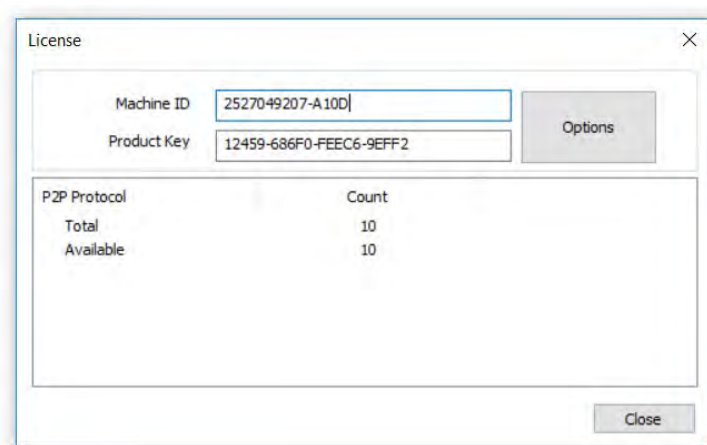 License
Machine ID 2527049207-A10D
Product Key 12459-686F0-FEEC6-9EFF2
Options
P2P Protocol Count
Total 10
Available 10
Close